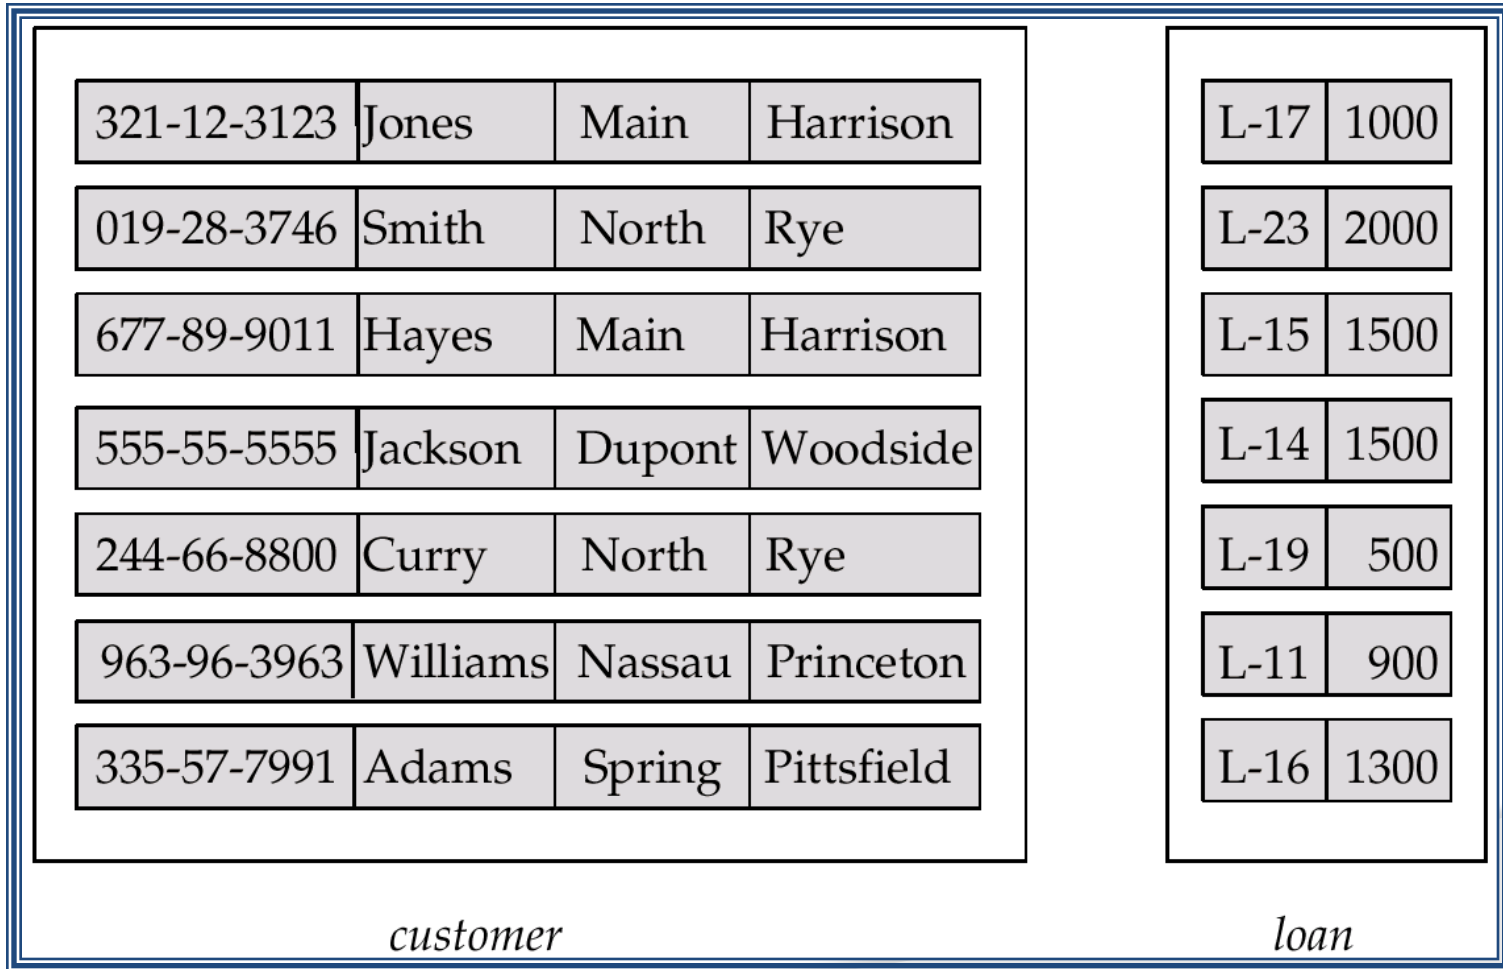 321-12-3123 Jones Main Harrison L-17 1000
019-28-3746 Smith North Rye L-23 2000
677-89-9011 Hayes Main Harrison L-15 1500
555-55-5555 Jackson Dupont Woodside L-14 1500
244-66-8800 Curry North Rye L-19 500
963-96-3963 Williams Nassau Princeton L-11 900
335-57-7991 Adams Spring Pittsfield L-16 1300
customer loan